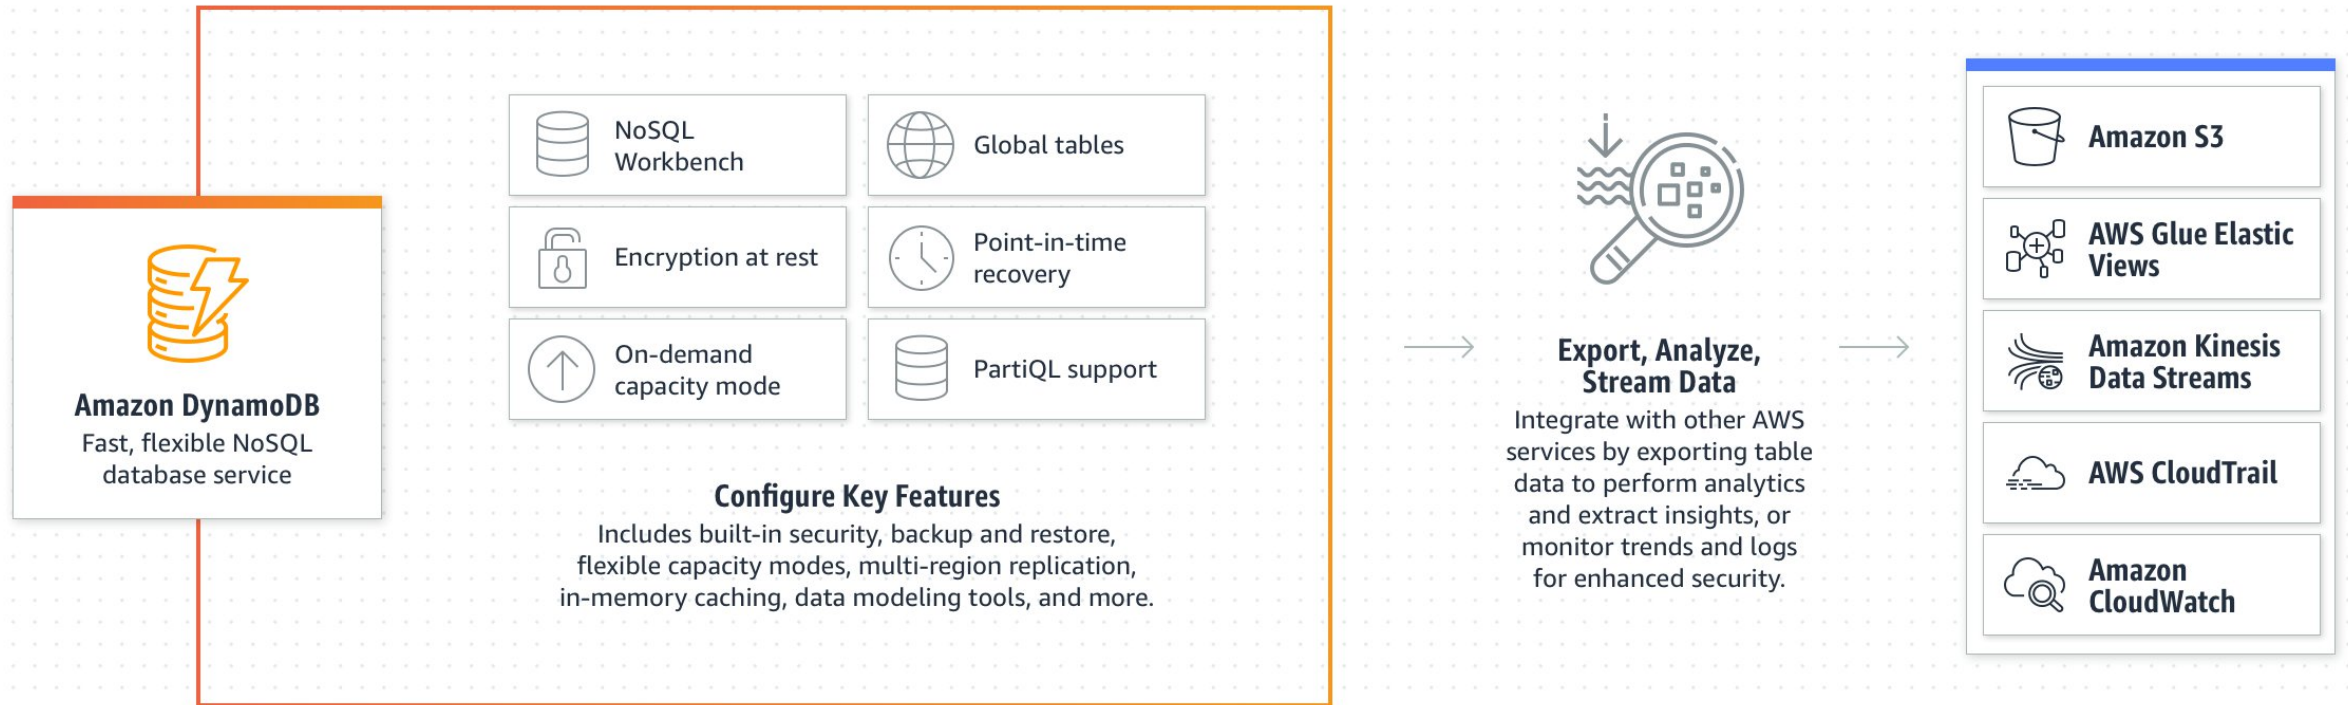 Amazon DynamoDB
Fast, flexible NoSQL
database service
NoSQL
Workbench
Global tables
Encryption at rest
Point-in-time
recovery
On-demand
capacity mode
PartiQL support
Configure Key Features
Includes built-in security, backup and restore,
flexible capacity modes, multi-region replication,
in-memory caching, data modeling tools, and more.
Export, Analyze,
Stream Data
Integrate with other AWS
services by exporting table
data to perform analytics
and extract insights, or
monitor trends and logs
for enhanced security.
Amazon S3
AWS Glue Elastic
Views
Amazon Kinesis
Data Streams
AWS CloudTrail
Amazon
CloudWatch